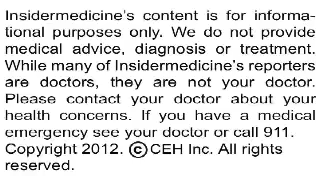 Insidermedicine's content is for informa-
tional purposes only. We do not provide
medical advice, diagnosis or treatment.
While many of Insidermedicine's reporters
are doctors, they are not your doctor.
Please contact your doctor about your
health concerns. If you have a medical
emergency see your doctor or call 911.
Copyright 2012. ©CEH Inc. All rights
reserved.